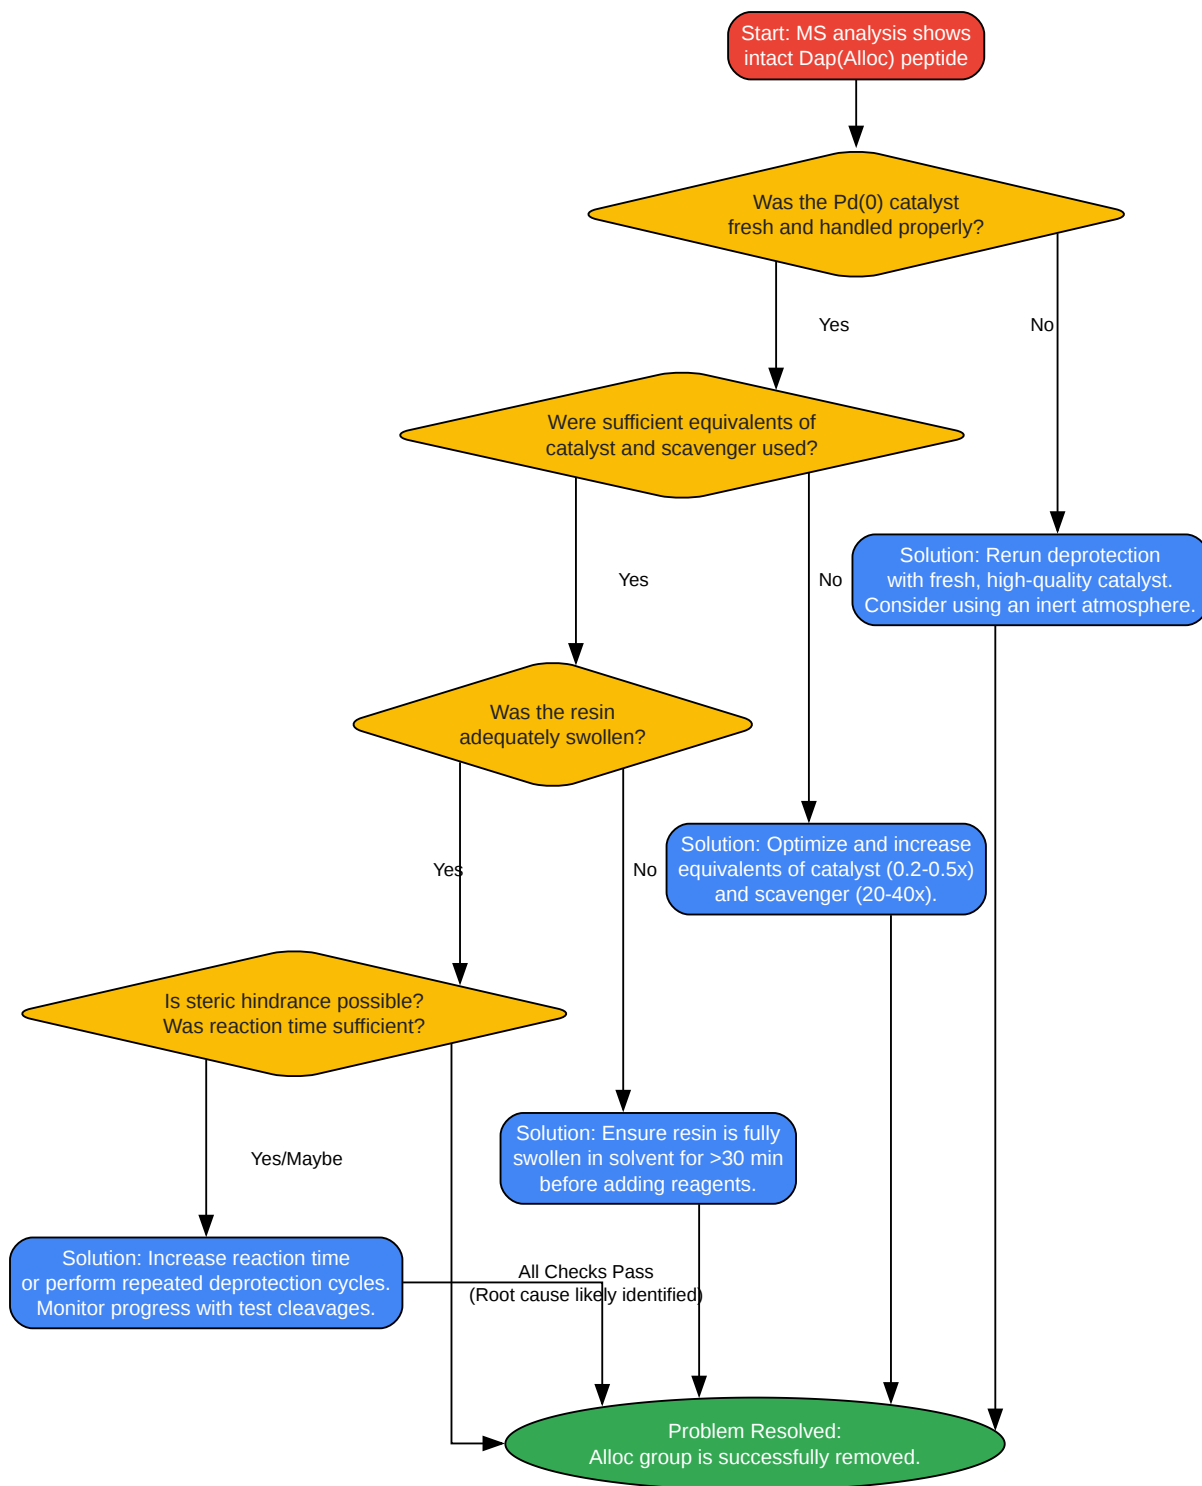 Start: MS analysis shows
intact Dap(Alloc) peptide
Was the Pd(0) catalyst
fresh and handled properly?
Yes
No
Were sufficient equivalents of
catalyst and scavenger used?
Yes
No
Solution: Rerun deprotection
with fresh, high-quality catalyst.
Consider using an inert atmosphere.
Was the resin
adequately swollen?
Yes
No
Solution: Optimize and increase
equivalents of catalyst (0.2-0.5x)
and scavenger (20-40x).
Is steric hindrance possible?
Was reaction time sufficient?
Yes/Maybe
Solution: Ensure resin is fully
swollen in solvent for >30 min
before adding reagents.
Solution: Increase reaction time
or perform repeated deprotection cycles.
Monitor progress with test cleavages.
All Checks Pass
(Root cause likely identified)
Problem Resolved:
Alloc group is successfully removed.